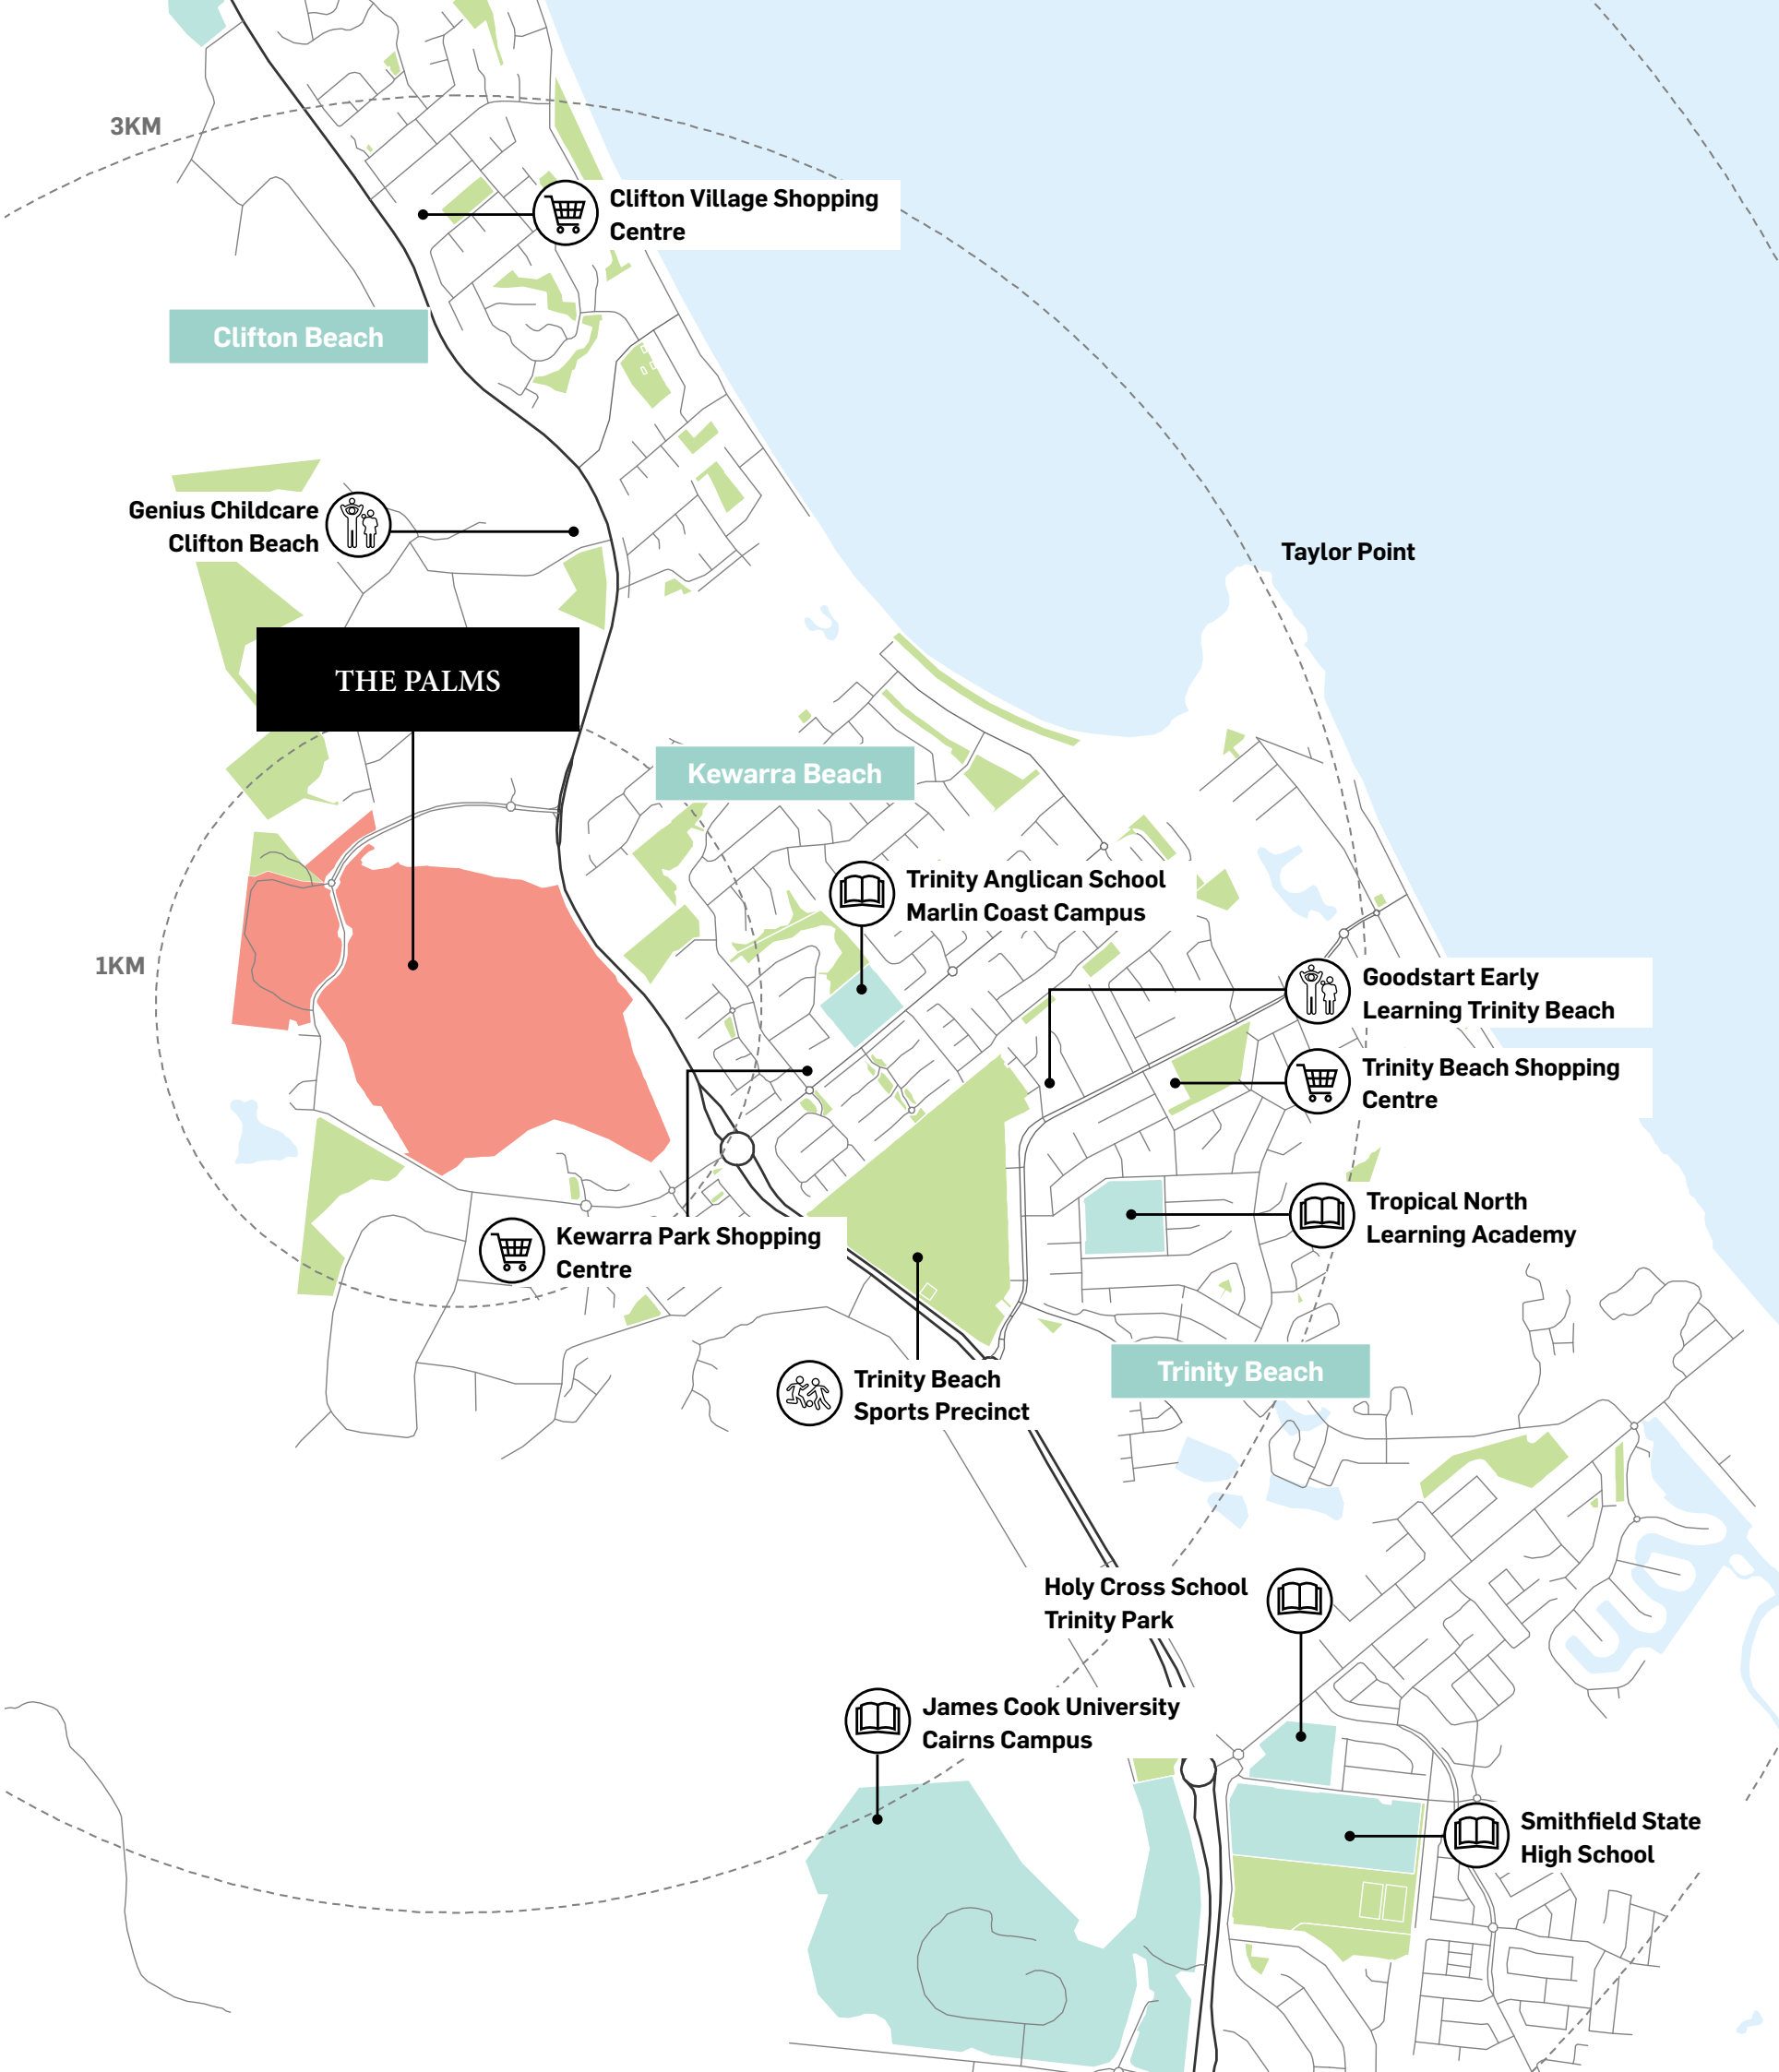 3KM
Clifton Village Shopping
Centre
Clifton Beach
Genius Childcare
Clifton Beach
Taylor Point
THE PALMS
Kewarra Beach
Trinity Anglican School
Marlin Coast Campus
1KM
Goodstart Early
Learning Trinity Beach
Trinity Beach Shopping
Centre
Tropical North
Learning Academy
Kewarra Park Shopping
Centre
Trinity Beach
Trinity Beach
Sports Precinct
Holy Cross School
Trinity Park
James Cook University
Cairns Campus
Smithfield State
High School